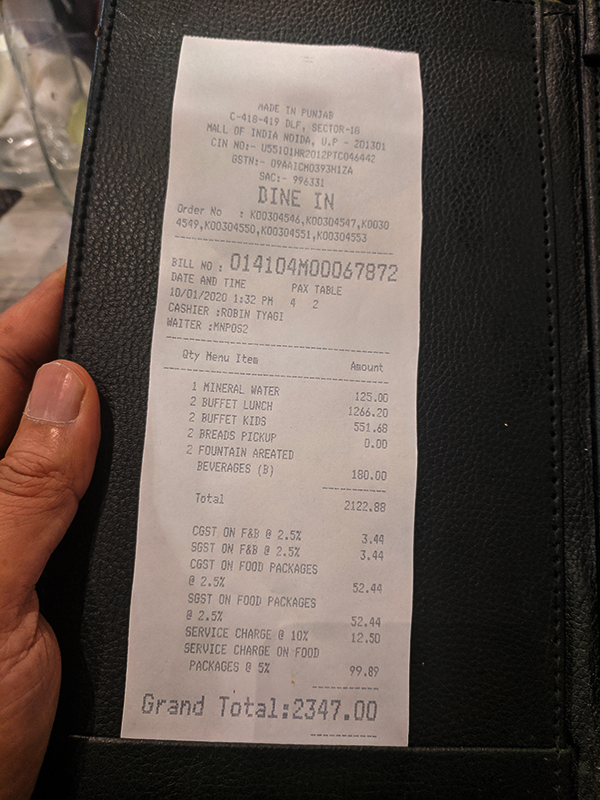 MADE IN PUNJAB
C-418-419 DLF, SECTOR-18
MALL OF INDIA NOIDA, U.P - 201301
CIN NO:- U55101HR2012PTC046442
GSTN:- 09AAICM0393H1ZA
SAC:- 996331
DINE IN
Order No : K00304546,K00304547,K0030
4549,K00304550,K00304551,K00304553
BILL NO : 014104M00067872
DATE AND TIME PAX TABLE
10/01/2020 1:32 PM 4 2
CASHIER :ROBIN TYAGI
WAITER :MNPOS2
Qty Menu Item Amount
1 MINERAL WATER 125.00
2 BUFFET LUNCH 1266.20
2 BUFFET KIDS 551.68
2 BREADS PICKUP 0.00
2 FOUNTAIN AREATED
BEVERAGES (B) 180.00
Total 2122.88
CGST ON F&B @ 2.5% 3.44
SGST ON F&B @ 2.5% 3.44
CGST ON FOOD PACKAGES
@ 2.5% 52.44
SGST ON FOOD PACKAGES
@ 2.5% 52.44
SERVICE CHARGE @ 10% 12.50
SERVICE CHARGE ON FOOD
PACKAGES @ 5% 99.89
Grand Total:2347.00